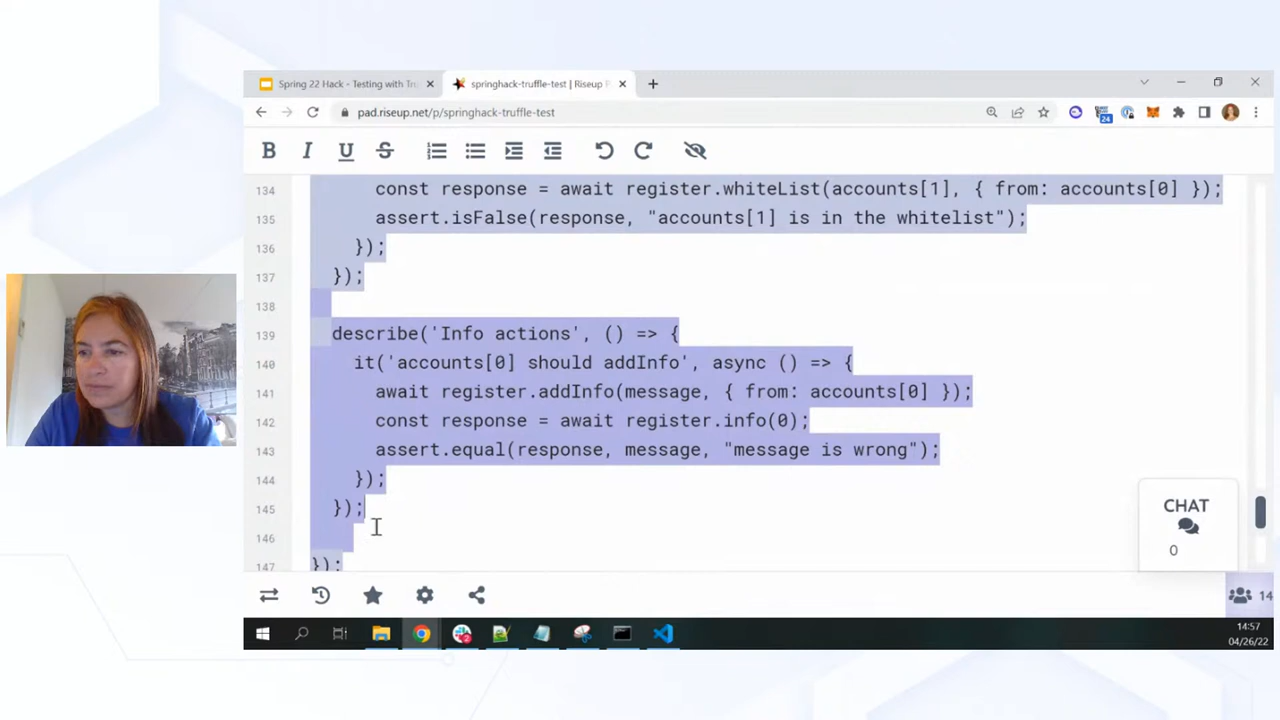 Spring 22 Hack - Testing with Tru
springhack-truffle-test | Riseup P
pad.riseup.net/p/springhack-truffle-test
24
B I U S
134 const response = await register.whiteList(accounts[1], { from: accounts[0] });
135 assert.isFalse(response, "accounts[1] is in the whitelist");
136 });
137 });
138
139 describe('Info actions', () => {
140 it('accounts[0] should addInfo', async () => {
141 await register.addInfo(message, { from: accounts[0] });
142 const response = await register.info(0);
143 assert.equal(response, message, "message is wrong");
144 });
145 });
146
147 });
CHAT
0
14
14:57
04/26/22